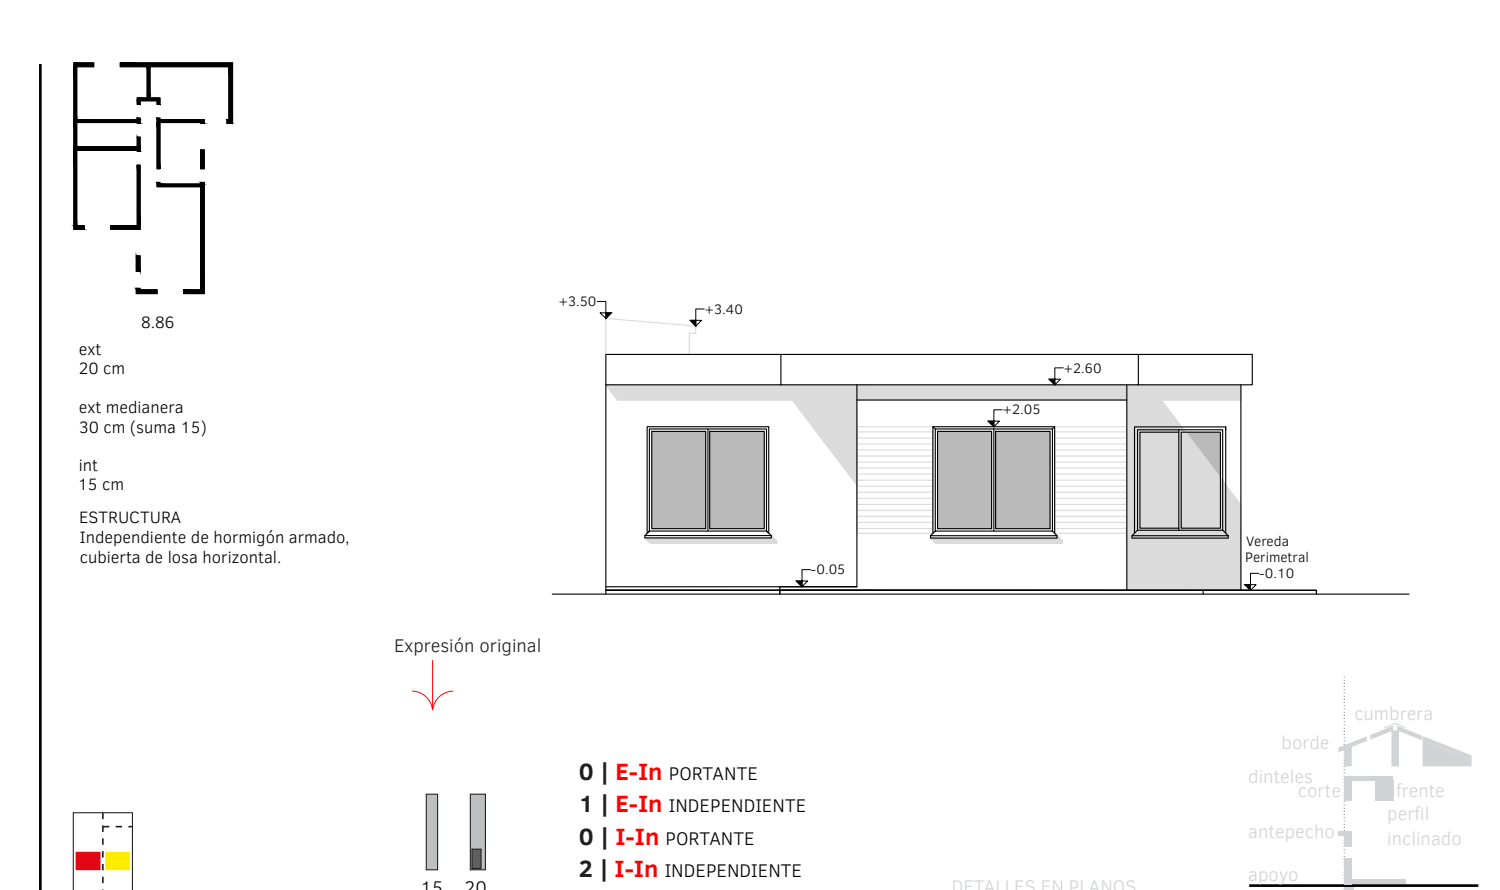 8.86
ext
20 cm
ext medianera
30 cm (suma 15)
int
15 cm
ESTRUCTURA
Independiente de hormigón armado,
cubierta de losa horizontal.
+3.50
+3.40
+2.60
+2.05
-0.05
Vereda
Perimetral
-0.10
Expresión original
15 20
0 | E-In PORTANTE
1 | E-In INDEPENDIENTE
0 | I-In PORTANTE
2 | I-In INDEPENDIENTE
DETALLES EN PLANOS
cumbrera
borde
dinteles
corte
frente
perfil
antepecho
inclinado
apoyo